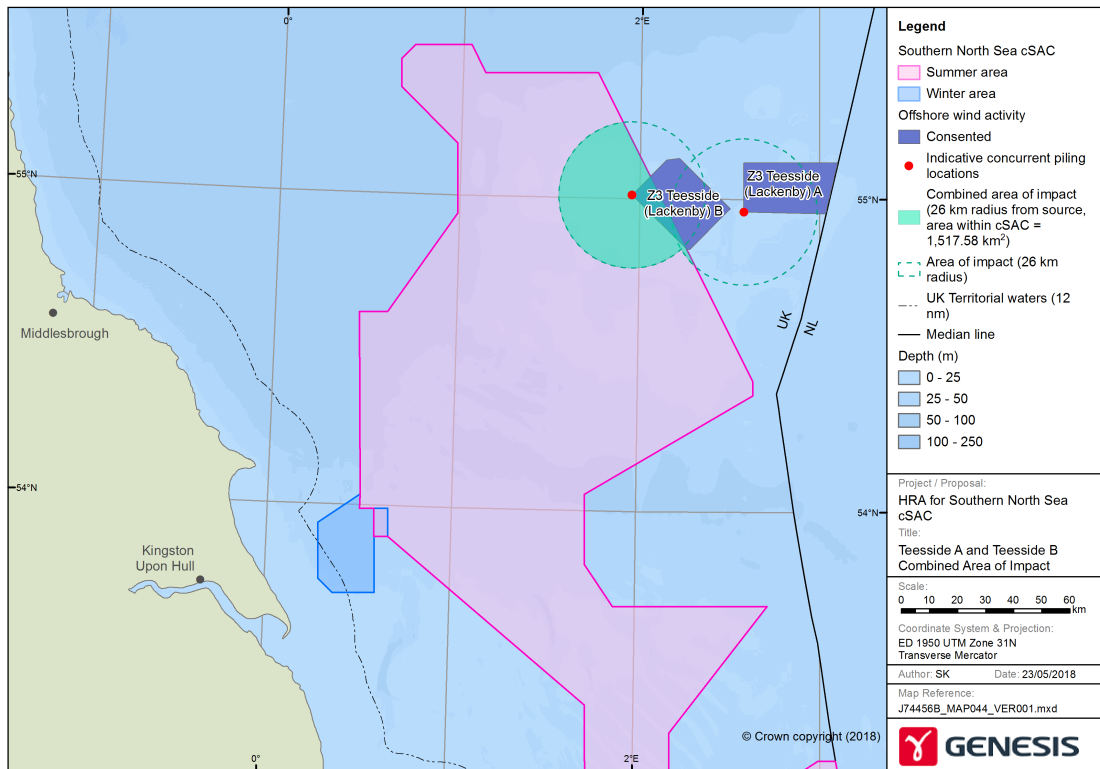 0°
2°E
55°N
55°N
Z3 Teesside
(Lackenby) A
Z3 Teesside
(Lackenby) B
UK
NL
Middlesbrough
54°N
54°N
Kingston
Upon Hull
© Crown copyright (2018)
0°
2°E
Legend
Southern North Sea cSAC
Summer area
Winter area
Offshore wind activity
Consented
Indicative concurrent piling
locations
Combined area of impact
(26 km radius from source,
area within cSAC =
1,517.58 km²)
Area of impact (26 km
radius)
UK Territorial waters (12
nm)
Median line
Depth (m)
0 - 25
25 - 50
50 - 100
100 - 250
Project / Proposal:
HRA for Southern North Sea
cSAC
Title:
Teesside A and Teesside B
Combined Area of Impact
Scale:
0 10 20 30 40 50 60
km
Coordinate System & Projection:
ED 1950 UTM Zone 31N
Transverse Mercator
Author: SK Date: 23/05/2018
Map Reference:
J74456B_MAP044_VER001.mxd
GENESIS